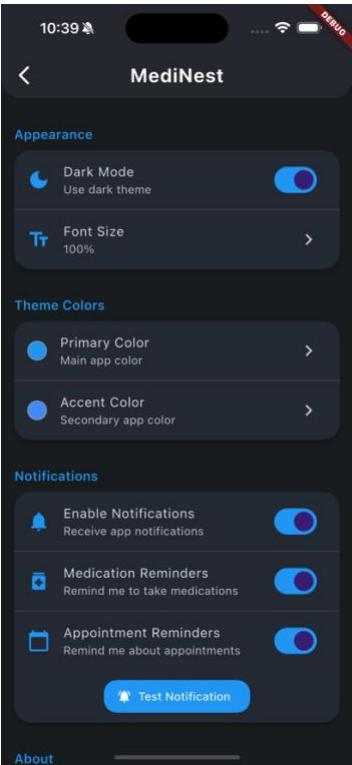 10:39
DEBUG
MediNest
Appearance
Dark Mode
Use dark theme
Tт Font Size
100%
Theme Colors
Primary Color
Main app color
Accent Color
Secondary app color
Notifications
Enable Notifications
Receive app notifications
Medication Reminders
Remind me to take medications
Appointment Reminders
Remind me about appointments
Test Notification
About